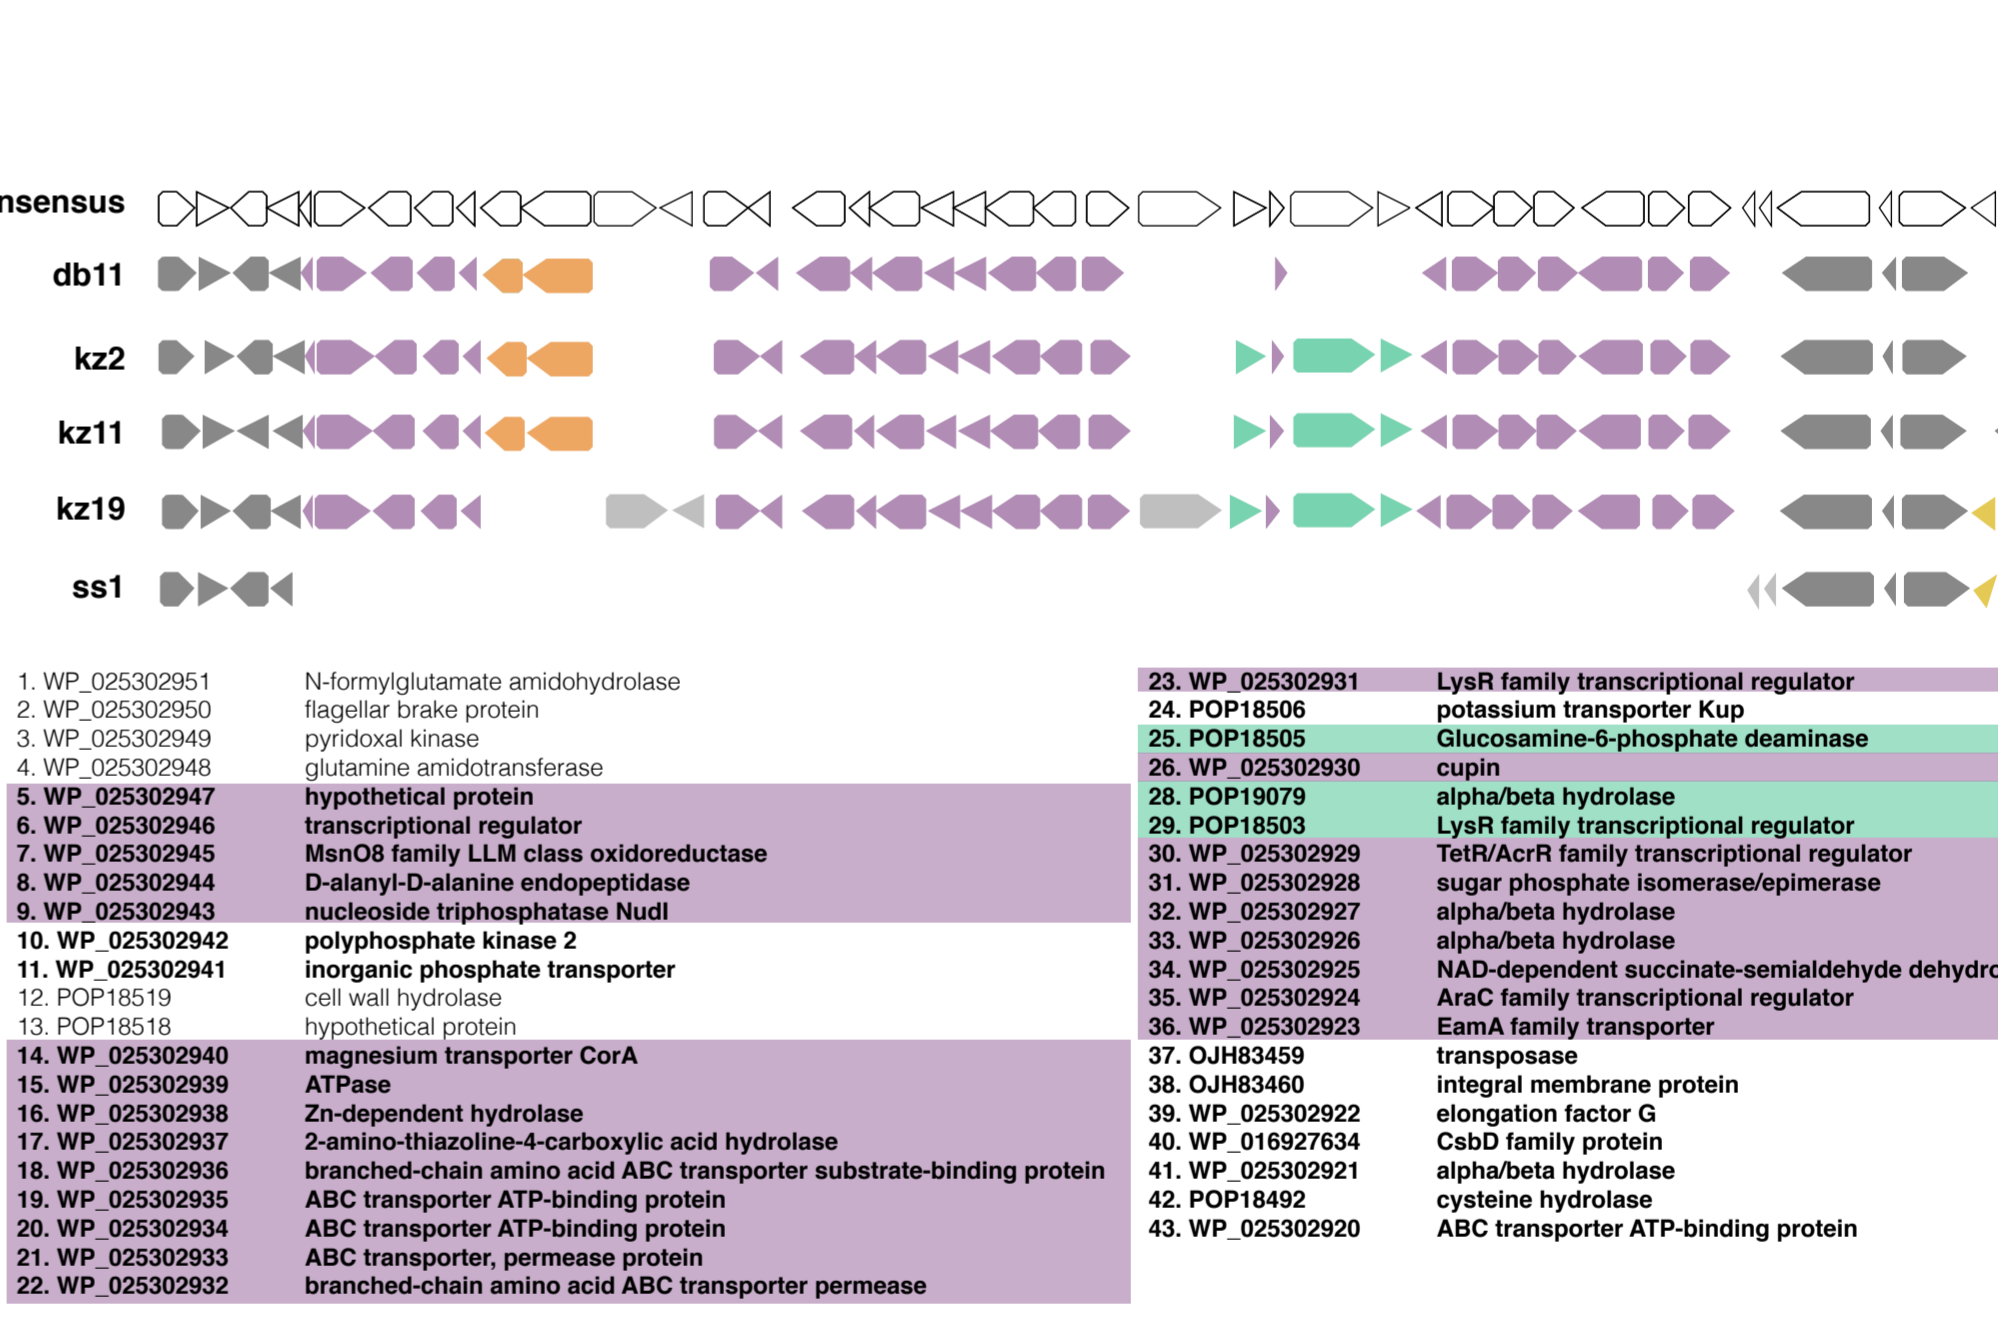 nsensus
db11
kz2
kz11
kz19
ss1
1. WP_025302951 N-formylglutamate amidohydrolase
2. WP_025302950 flagellar brake protein
3. WP_025302949 pyridoxal kinase
4. WP_025302948 glutamine amidotransferase
5. WP_025302947 hypothetical protein
6. WP_025302946 transcriptional regulator
7. WP_025302945 MsnO8 family LLM class oxidoreductase
8. WP_025302944 D-alanyl-D-alanine endopeptidase
9. WP_025302943 nucleoside triphosphatase NudI
10. WP_025302942 polyphosphate kinase 2
11. WP_025302941 inorganic phosphate transporter
12. POP18519 cell wall hydrolase
13. POP18518 hypothetical protein
14. WP_025302940 magnesium transporter CorA
15. WP_025302939 ATPase
16. WP_025302938 Zn-dependent hydrolase
17. WP_025302937 2-amino-thiazoline-4-carboxylic acid hydrolase
18. WP_025302936 branched-chain amino acid ABC transporter substrate-binding protein
19. WP_025302935 ABC transporter ATP-binding protein
20. WP_025302934 ABC transporter ATP-binding protein
21. WP_025302933 ABC transporter, permease protein
22. WP_025302932 branched-chain amino acid ABC transporter permease
23. WP_025302931 LysR family transcriptional regulator
24. POP18506 potassium transporter Kup
25. POP18505 Glucosamine-6-phosphate deaminase
26. WP_025302930 cupin
28. POP19079 alpha/beta hydrolase
29. POP18503 LysR family transcriptional regulator
30. WP_025302929 TetR/AcrR family transcriptional regulator
31. WP_025302928 sugar phosphate isomerase/epimerase
32. WP_025302927 alpha/beta hydrolase
33. WP_025302926 alpha/beta hydrolase
34. WP_025302925 NAD-dependent succinate-semialdehyde dehydro
35. WP_025302924 AraC family transcriptional regulator
36. WP_025302923 EamA family transporter
37. OJH83459 transposase
38. OJH83460 integral membrane protein
39. WP_025302922 elongation factor G
40. WP_016927634 CsbD family protein
41. WP_025302921 alpha/beta hydrolase
42. POP18492 cysteine hydrolase
43. WP_025302920 ABC transporter ATP-binding protein